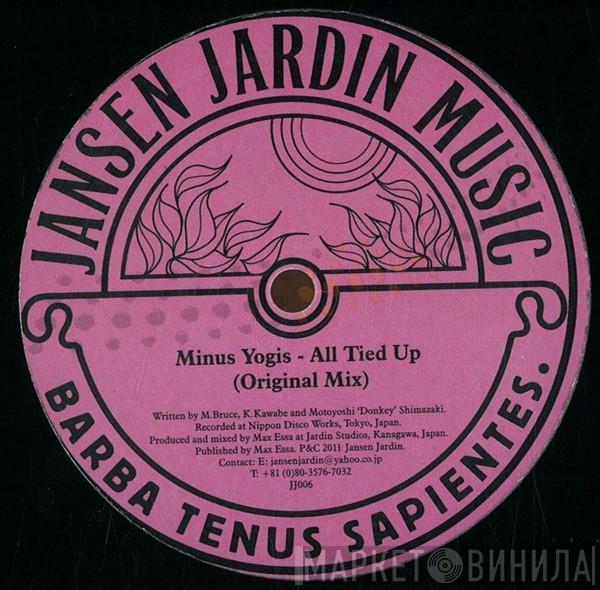 JANSEN JARDIN MUSIC
Minus Yogis - All Tied Up
(Original Mix)
Written by M.Bruce, K.Kawabe and Motoyoshi ‘Donkey’ Shimazaki.
Recorded at Nippon Disco Works, Tokyo, Japan.
Produced and mixed by Max Essa at Jardin Studios, Kanagawa, Japan.
Published by Max Essa. P&C 2011 Jansen Jardin.
Contact: E: jansenjardin@yahoo.co.jp
T: +81 (0)80-3576-7032
JJ006
BARBA TENUS SAPIENTES.
МАРКЕТ ВИНИЛА